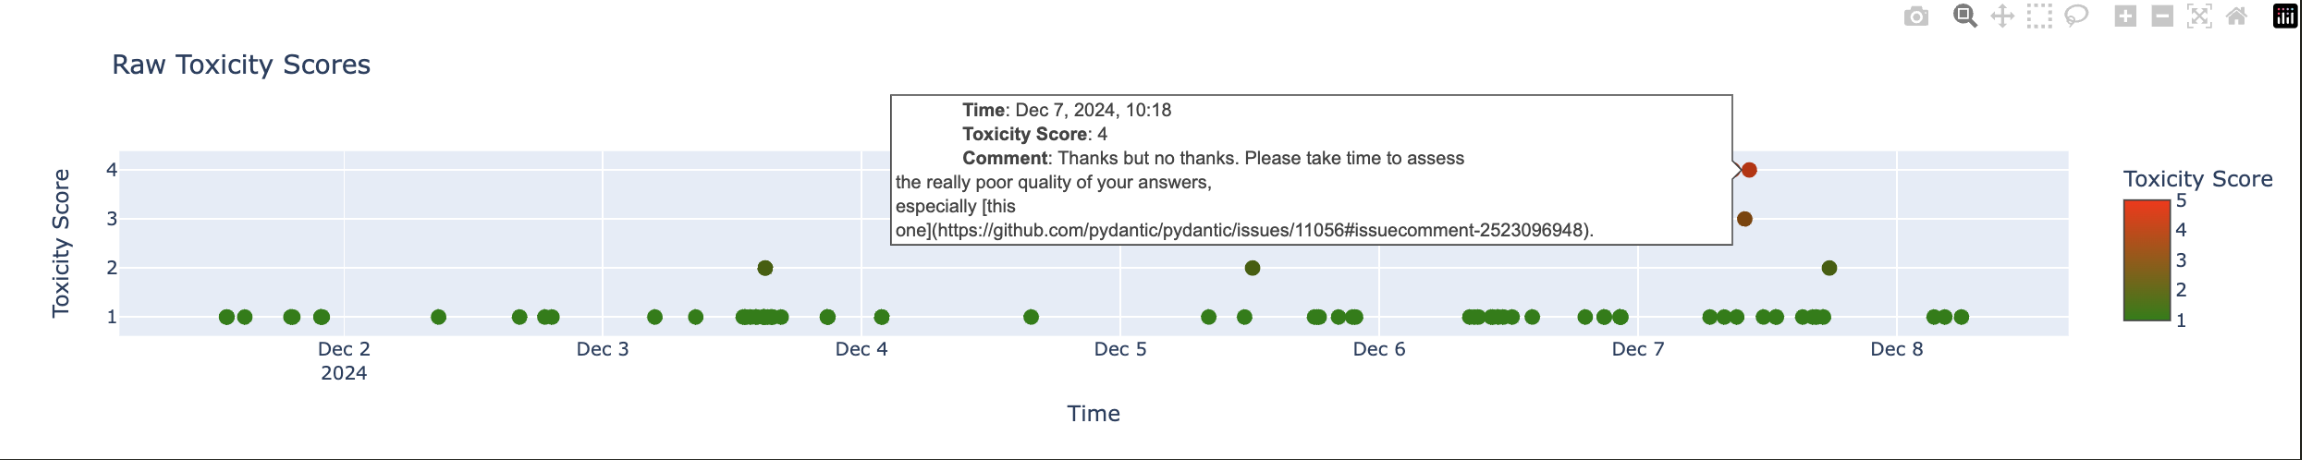 Raw Toxicity Scores
Time: Dec 7, 2024, 10:18
Toxicity Score: 4
Comment: Thanks but no thanks. Please take time to assess
the really poor quality of your answers,
especially [this
one](https://github.com/pydantic/pydantic/issues/11056#issuecomment-2523096948).
Toxicity Score
4
3
2
1
Dec 2
2024
Dec 3
Dec 4
Dec 5
Dec 6
Dec 7
Dec 8
Time
Toxicity Score
5
4
3
2
1